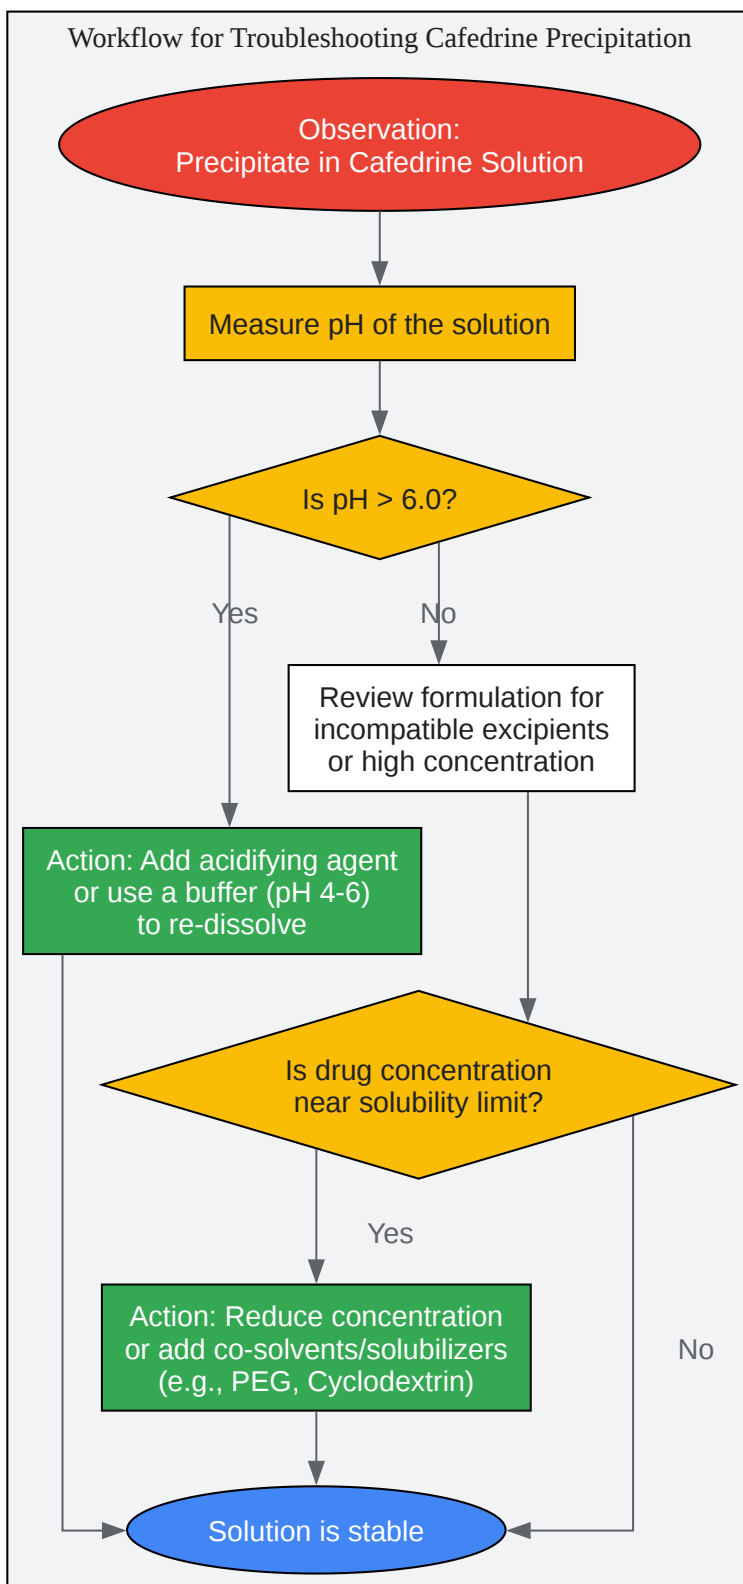 Workflow for Troubleshooting Cafedrine Precipitation
Observation:
Precipitate in Cafedrine Solution
Measure pH of the solution
Is pH > 6.0?
Yes
No
Review formulation for
incompatible excipients
or high concentration
Action: Add acidifying agent
or use a buffer (pH 4-6)
to re-dissolve
Is drug concentration
near solubility limit?
Yes
Action: Reduce concentration
or add co-solvents/solubilizers
(e.g., PEG, Cyclodextrin)
No
Solution is stable